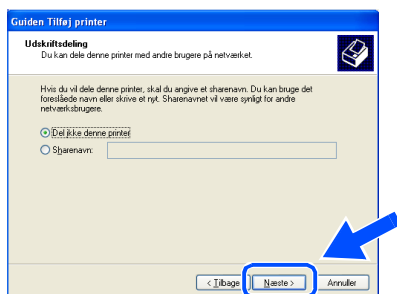 Guiden Tilføj printer
Udskriftsdeling
Du kan dele denne printer med andre brugere på netværket.
Hvis du vil dele denne printer, skal du angive et sharenavn. Du kan bruge det
foreslåede navn eller skrive et nyt. Sharenavnet vil være synligt for andre
netværksbrugere.
Del ikke denne printer
Sharenavn:
< Tilbage Næste > Annuller